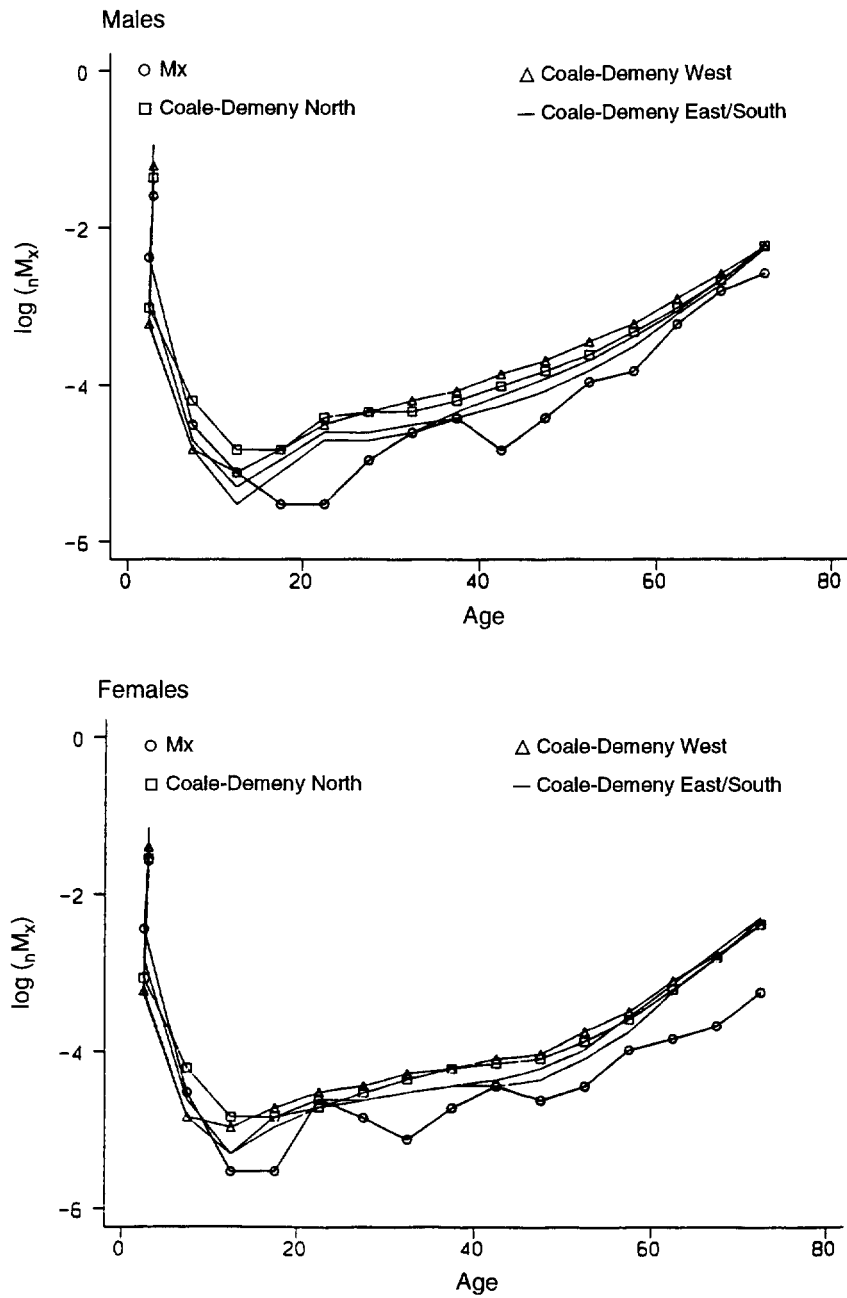 Males
Mx
Coale-Demeny West
Coale-Demeny North
Coale-Demeny East/South
0
-2
-4
-6
log (nMx)
0 20 40 60 80
Age
Females
Mx
Coale-Demeny West
Coale-Demeny North
Coale-Demeny East/South
0
-2
-4
-6
log (nMx)
0 20 40 60 80
Age